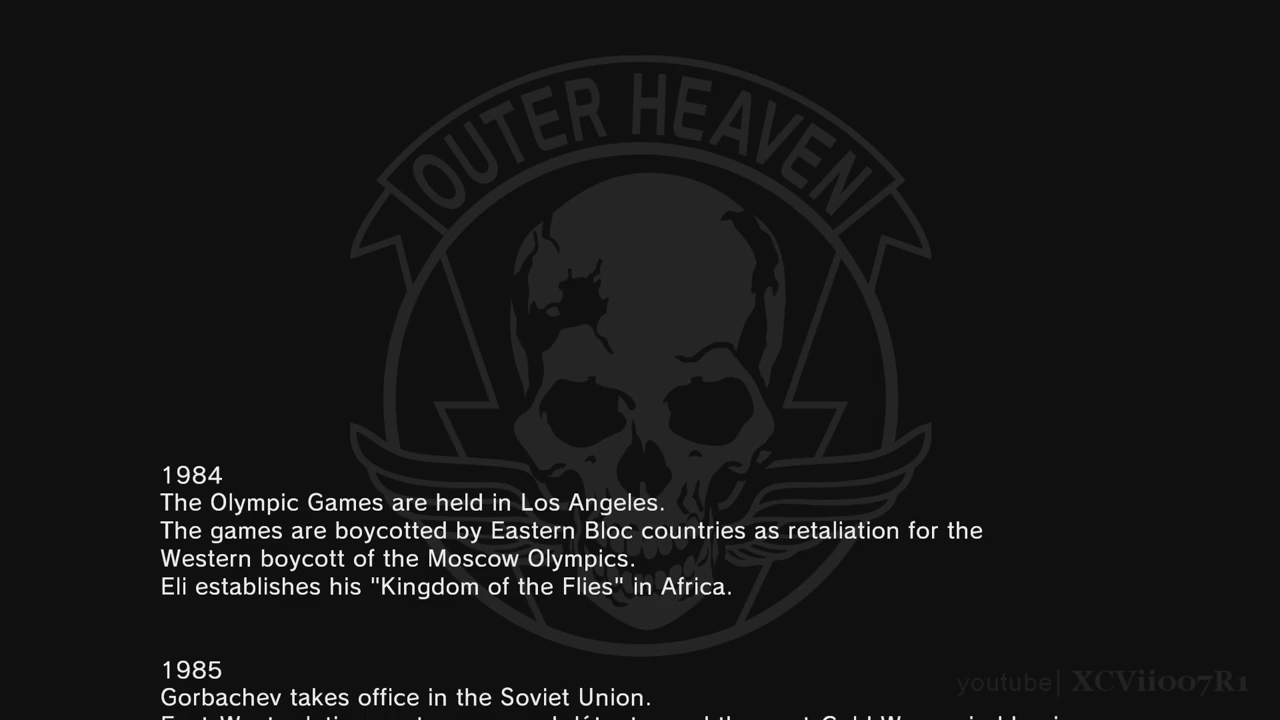 OUTER HEAVEN
1984
The Olympic Games are held in Los Angeles.
The games are boycotted by Eastern Bloc countries as retaliation for the
Western boycott of the Moscow Olympics.
Eli establishes his "Kingdom of the Flies" in Africa.
1985
Gorbachev takes office in the Soviet Union.
youtube| XCVii007R1